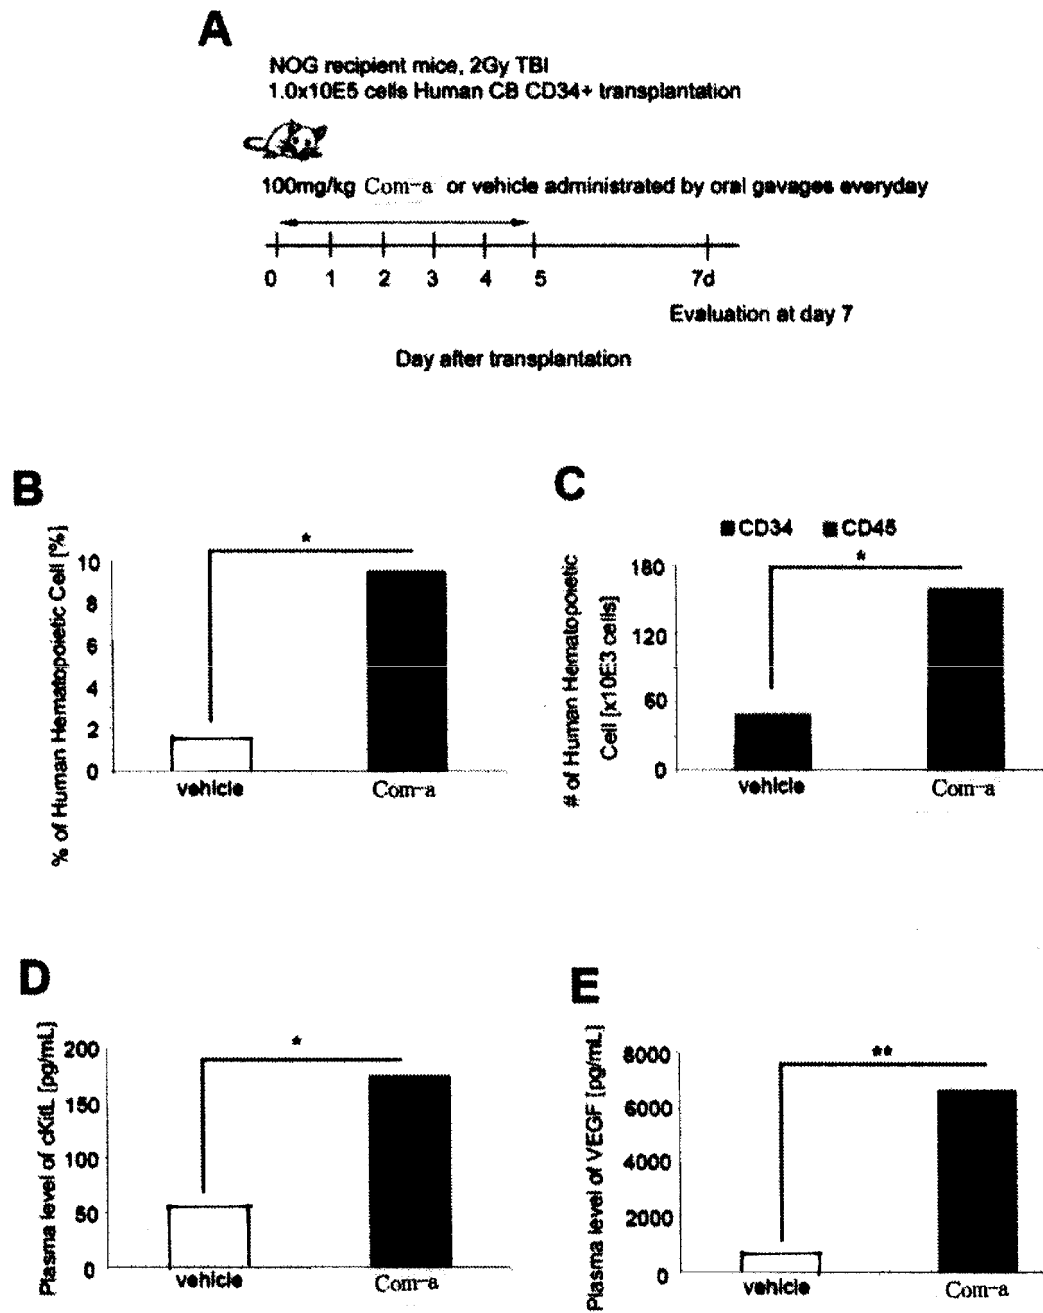 A
NOG recipient mice, 2Gy TBI
1.0x10E5 cells Human CB CD34+ transplantation
100mg/kg Com-a or vehicle administrated by oral gavages everyday
0 1 2 3 4 5 7d
Evaluation at day 7
Day after transplantation
B
% of Human Hematopoietic Cell [%]
*
10
8
6
4
2
0
vehicle Com-a
C
CD34 CD45
# of Human Hematopoietic
Cell [x10E3 cells]
*
180
120
60
0
vehicle Com-a
D
Plasma level of cKitL [pg/mL]
*
200
150
100
50
0
vehicle Com-a
E
Plasma level of VEGF [pg/mL]
**
8000
6000
4000
2000
0
vehicle Com-a